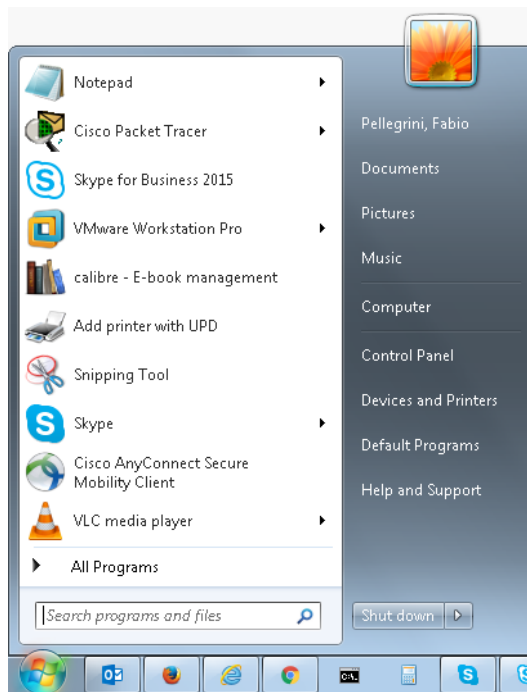 Notepad
Cisco Packet Tracer
Skype for Business 2015
VMware Workstation Pro
calibre - E-book management
Add printer with UPD
Snipping Tool
Skype
Cisco AnyConnect Secure
Mobility Client
VLC media player
All Programs
Search programs and files
Pellegrini, Fabio
Documents
Pictures
Music
Computer
Control Panel
Devices and Printers
Default Programs
Help and Support
Shut down
C:\.